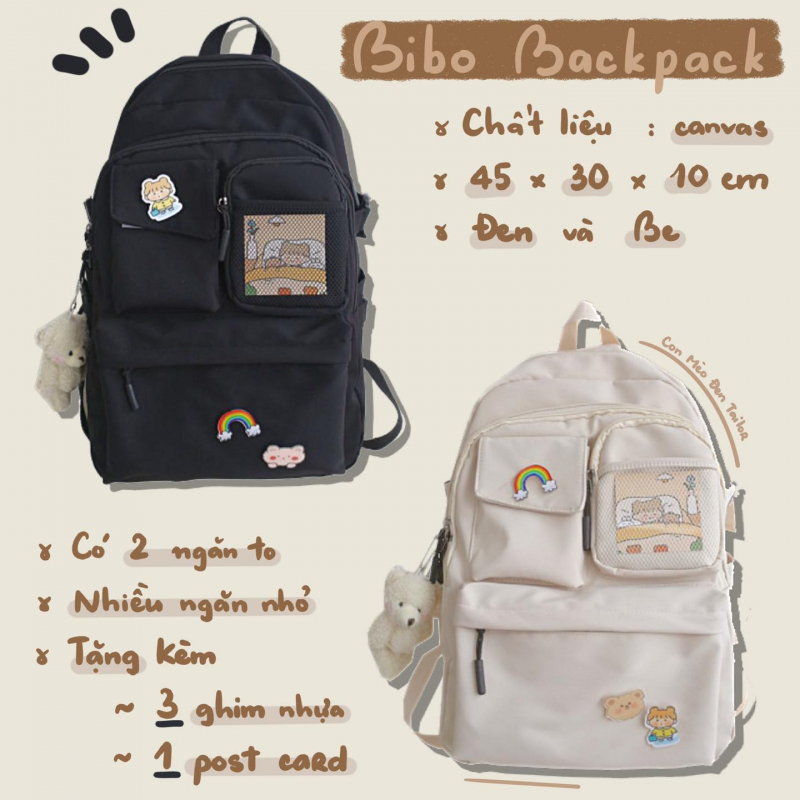 Bibo Backpack
Chất liệu : canvas
45 x 30 x 10 cm
Đen và Be
Con Mèo Đen Tailor
Có 2 ngăn to
Nhiều ngăn nhỏ
Tặng kèm
~ 3 ghim nhựa
~ 1 post card